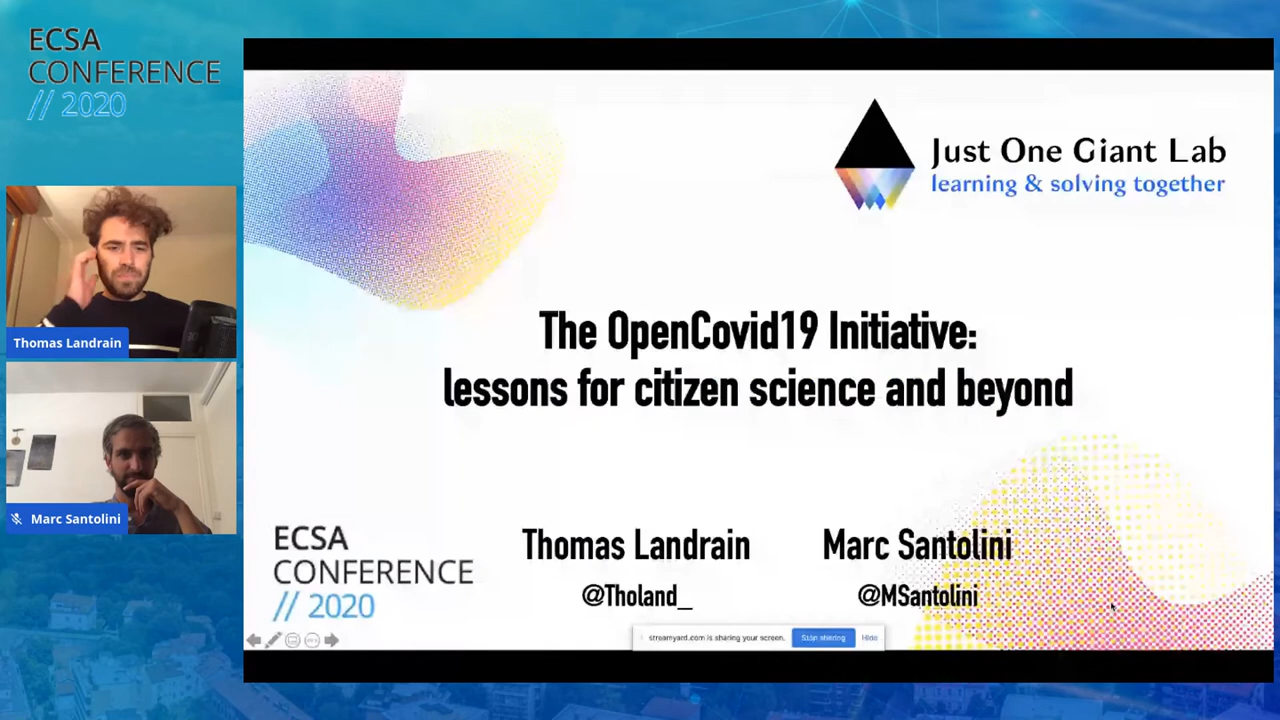 ECSA
CONFERENCE
// 2020
Thomas Landrain
Marc Santolini
Just One Giant Lab
learning & solving together
The OpenCovid19 Initiative:
lessons for citizen science and beyond
ECSA
CONFERENCE
// 2020
Thomas Landrain
@Tholand_
Marc Santolini
@MSantolini
streamyard.com is sharing your screen.
Stop sharing
Hide